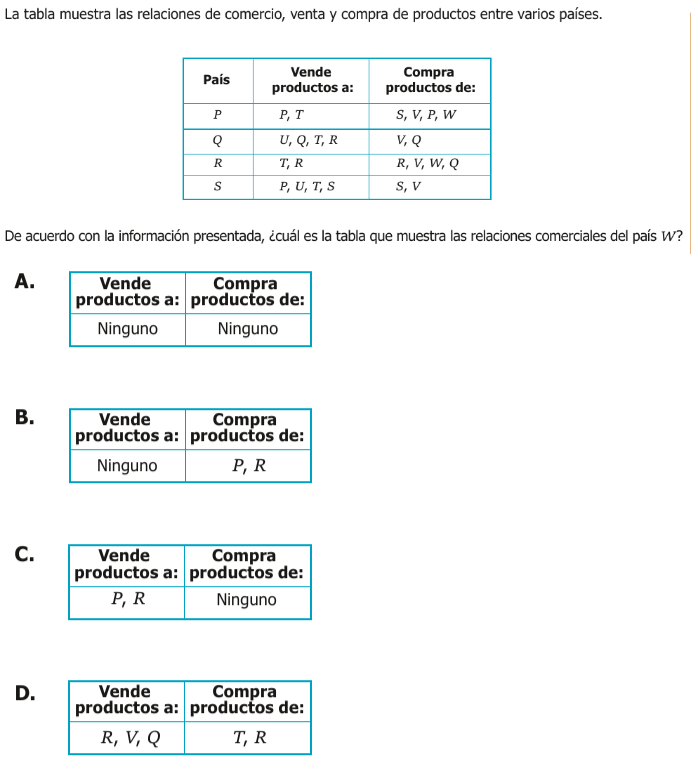 La tabla muestra las relaciones de comercio, venta y compra de productos entre varios países.
País Vende productos a: Compra productos de:
P P, T S, V, P, W
Q U, Q, T, R V, Q
R T, R R, V, W, Q
S P, U, T, S S, V
De acuerdo con la información presentada, ¿cuál es la tabla que muestra las relaciones comerciales del país W?
A.
Vende Compra
productos a: productos de:
Ninguno Ninguno
B.
Vende Compra
productos a: productos de:
Ninguno P, R
C.
Vende Compra
productos a: productos de:
P, R Ninguno
D.
Vende Compra
productos a: productos de:
R, V, Q T, R